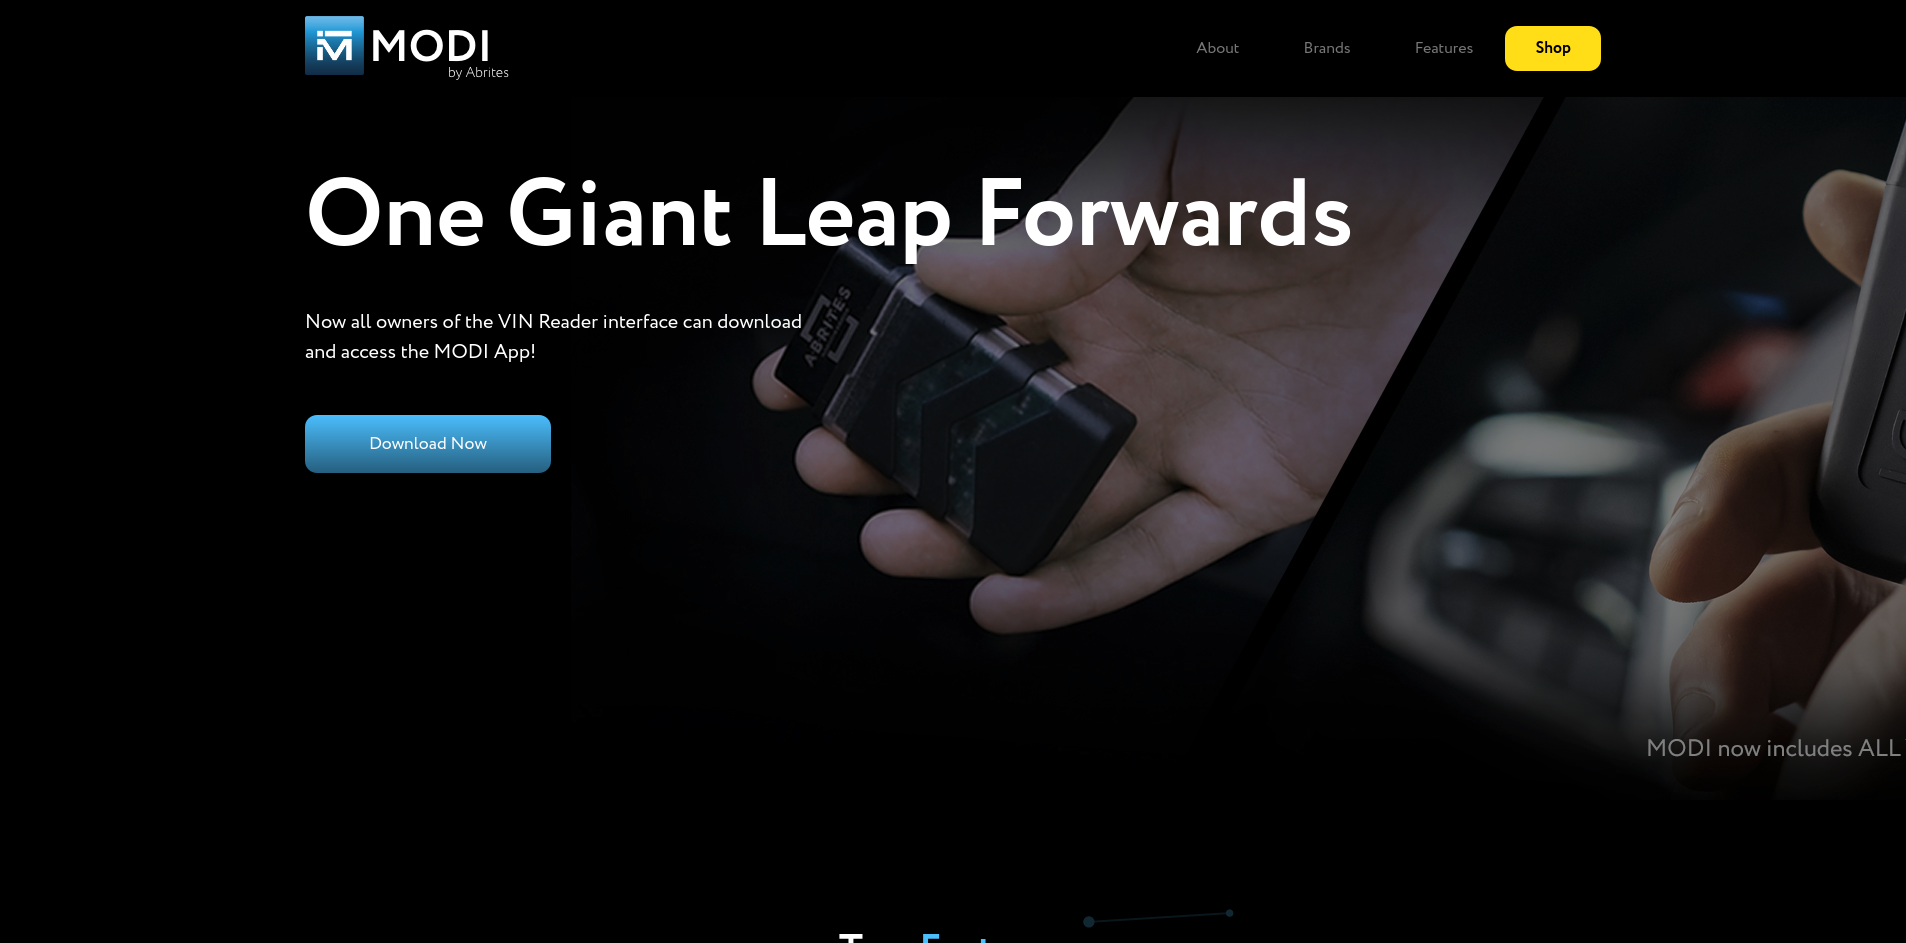 MODI
by Abrites
About
Brands
Features
Shop
One Giant Leap Forwards
Now all owners of the VIN Reader interface can download
and access the MODI App!
ABRITES
Download Now
MODI now includes ALL